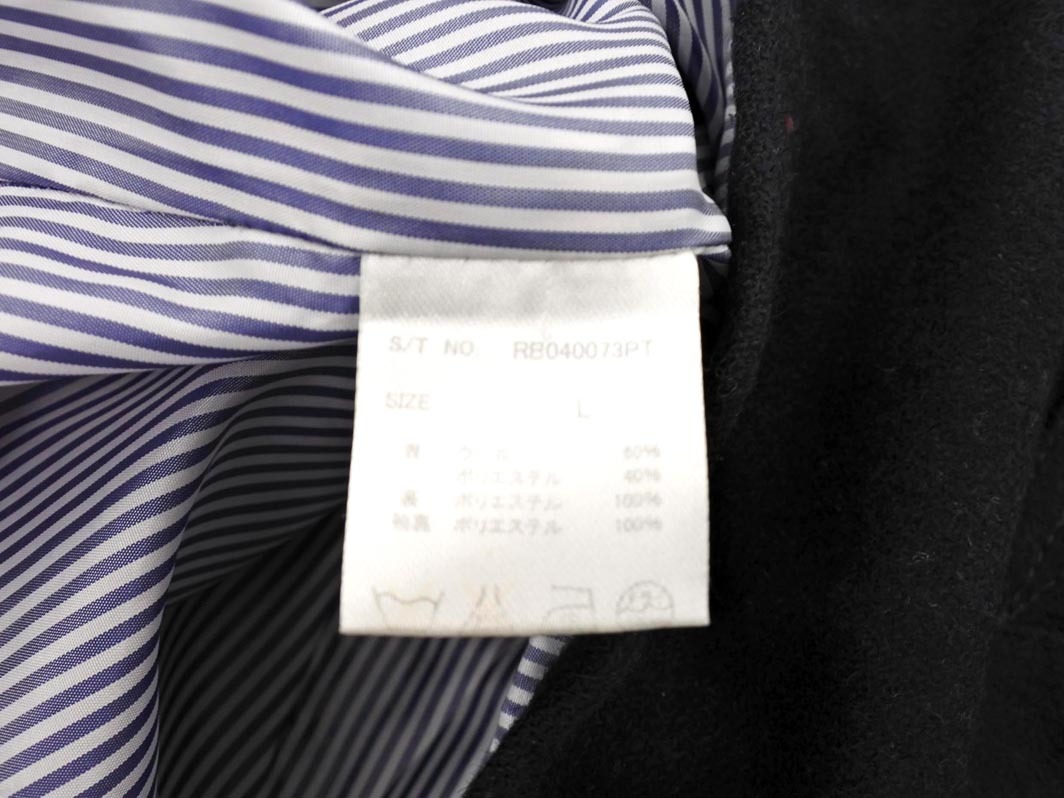 S/T NO. RB040073PT
SIZE L
ウール 60%
ポリエステル 40%
裏 ポリエステル 100%
袖裏 ポリエステル 100%